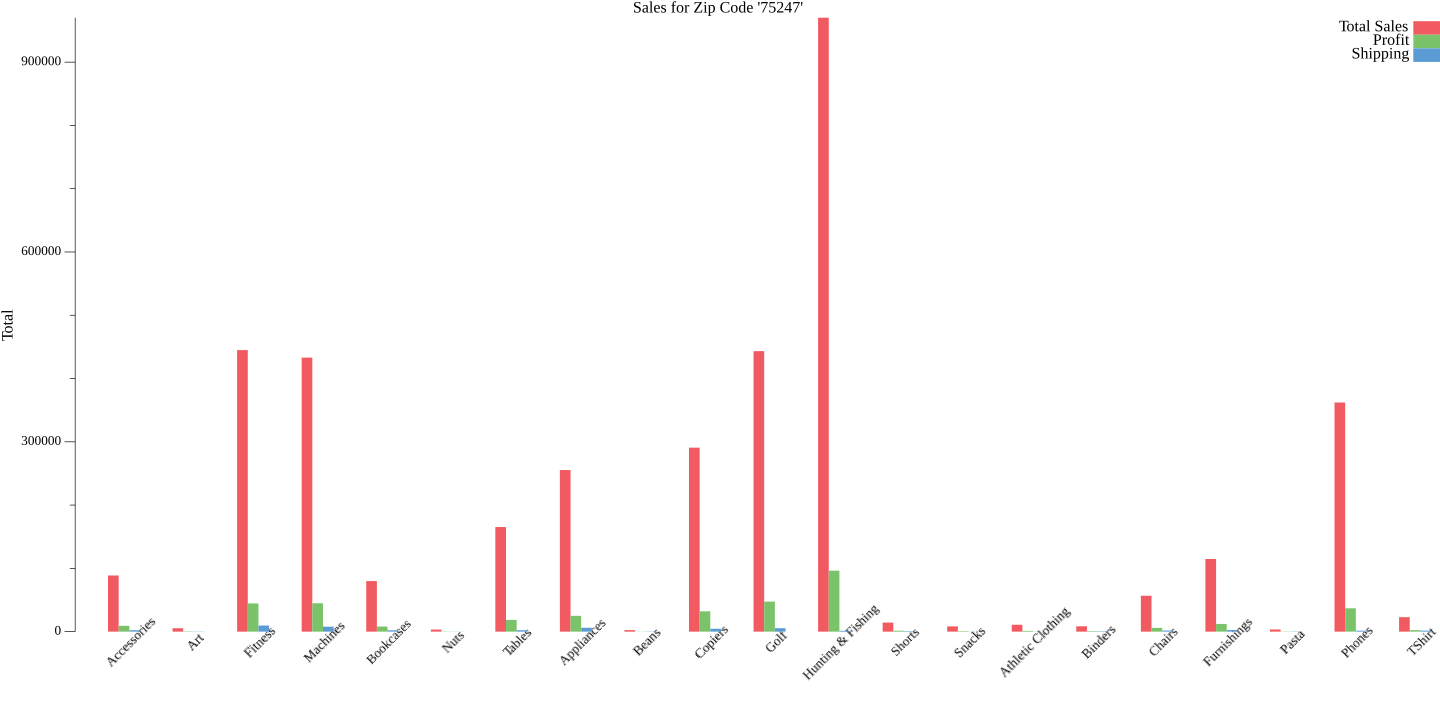 Sales for Zip Code '75247'
Total Sales
Profit
Shipping
900000
600000
300000
0
Total
Accessories
Art
Fitness
Machines
Bookcases
Nuts
Tables
Appliances
Beans
Copiers
Golf
Hunting & Fishing
Shorts
Snacks
Athletic Clothing
Binders
Chairs
Furnishings
Pasta
Phones
TShirt